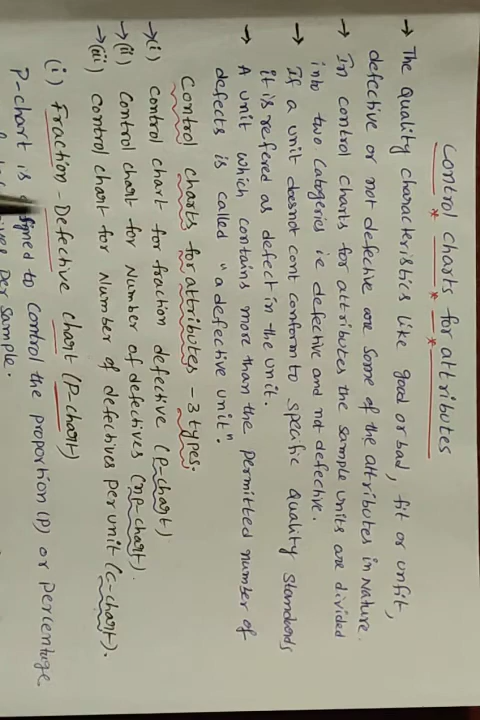 Control charts for attributes
→ The Quality characteristics like good or bad, fit or unfit,
defective or not defective are some of the attributes in Nature.
→ In control charts for attributes the sample units are divided
into two Categeries ie defective and not defective.
→ If a unit doesnot cont conform to specific Quality standards
it is refered as defect in the unit.
→ A unit which contains more than the permitted number of
defects is called "a defective unit".
Control charts for attributes - 3 types.
→ (i) Control chart for fraction defective (P-chart)
→ (ii) Control chart for Number of defectives (np-chart).
→ (iii) Control chart for Number of defectives per unit (C-chart).
(i) Fraction - Defective chart (P-chart)
P-chart is to control the proportion (P) or percentage
per sample.